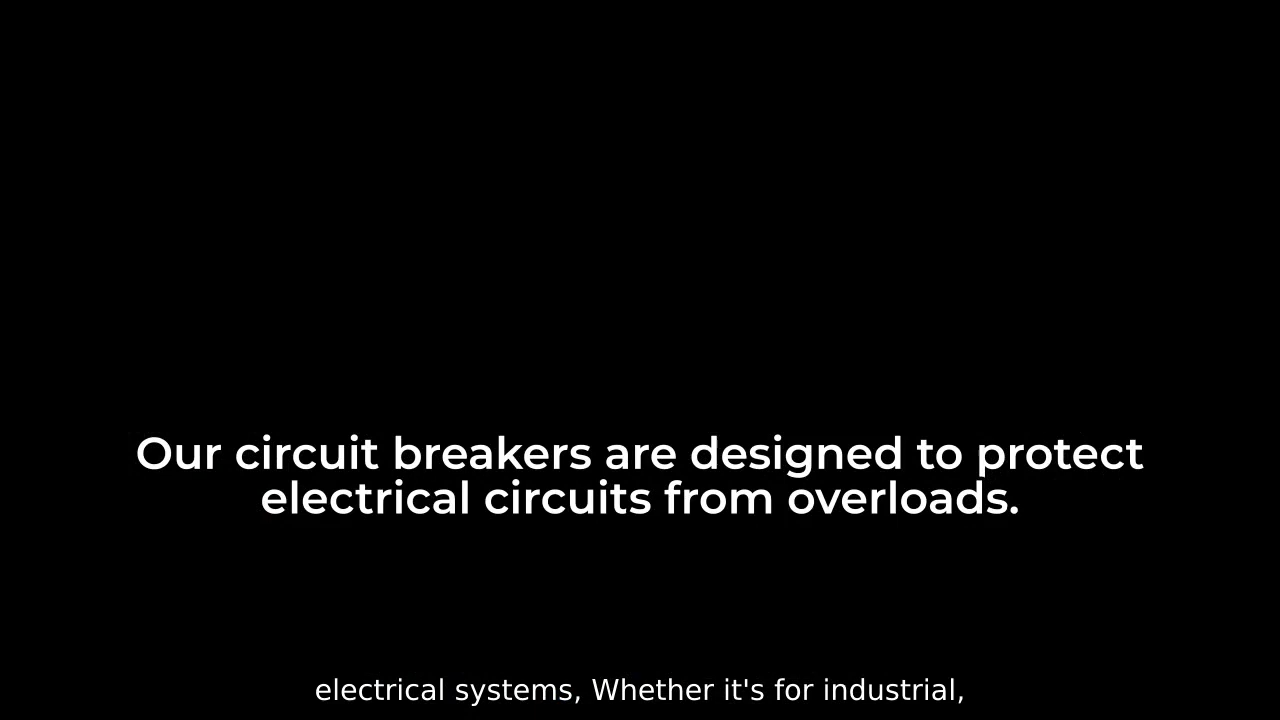 Our circuit breakers are designed to protect
electrical circuits from overloads.
electrical systems, Whether it's for industrial,